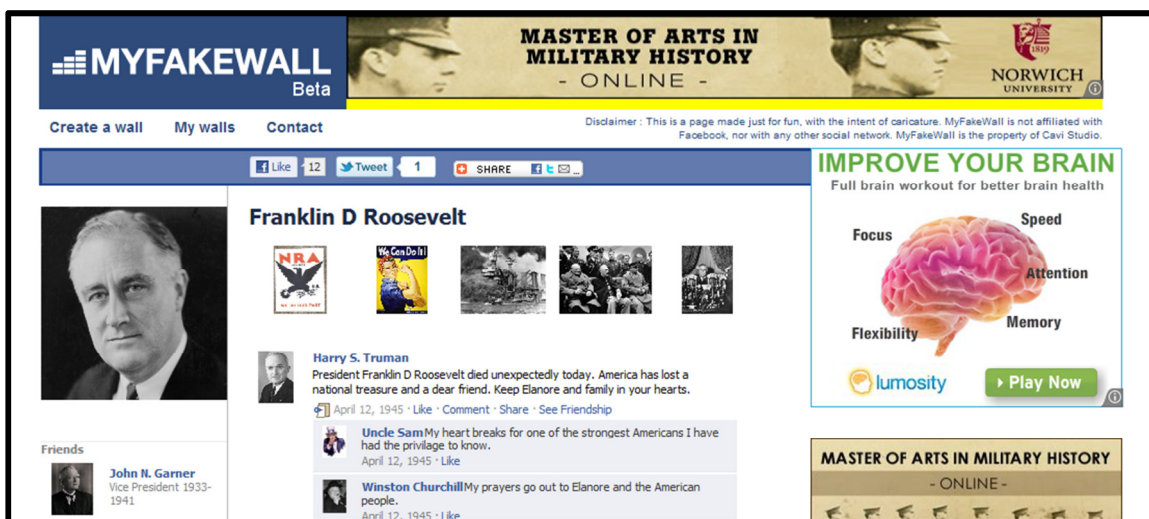 MYFAKEWALL
Beta
MASTER OF ARTS IN
MILITARY HISTORY
- ONLINE -
1819
NORWICH
UNIVERSITY
Create a wall My walls Contact
Disclaimer : This is a page made just for fun, with the intent of caricature. MyFakeWall is not affiliated with
Facebook, nor with any other social network. MyFakeWall is the property of Cavi Studio.
Like 12 Tweet 1 SHARE
Franklin D Roosevelt
NRA
We Can Do It!
Harry S. Truman
President Franklin D Roosevelt died unexpectedly today. America has lost a
national treasure and a dear friend. Keep Elanore and family in your hearts.
April 12, 1945 · Like · Comment · Share · See Friendship
Uncle Sam My heart breaks for one of the strongest Americans I have
had the privilage to know.
April 12, 1945 · Like
Winston Churchill My prayers go out to Elanore and the American
people.
April 12, 1945 · Like
Friends
John N. Garner
Vice President 1933-
1941
IMPROVE YOUR BRAIN
Full brain workout for better brain health
Speed
Focus
Attention
Memory
Flexibility
lumosity
Play Now
MASTER OF ARTS IN MILITARY HISTORY
- ONLINE -